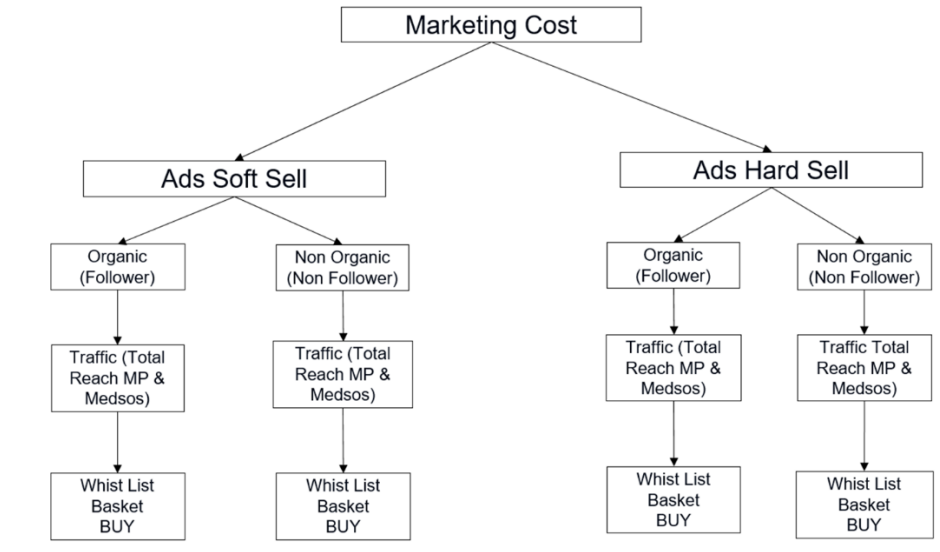 Marketing Cost
Ads Soft Sell
Ads Hard Sell
Organic
(Follower)
Non Organic
(Non Follower)
Organic
(Follower)
Non Organic
(Non Follower)
Traffic (Total
Reach MP &
Medsos)
Traffic (Total
Reach MP &
Medsos)
Traffic (Total
Reach MP &
Medsos)
Traffic Total
Reach MP &
Medsos)
Whist List
Basket
BUY
Whist List
Basket
BUY
Whist List
Basket
BUY
Whist List
Basket
BUY